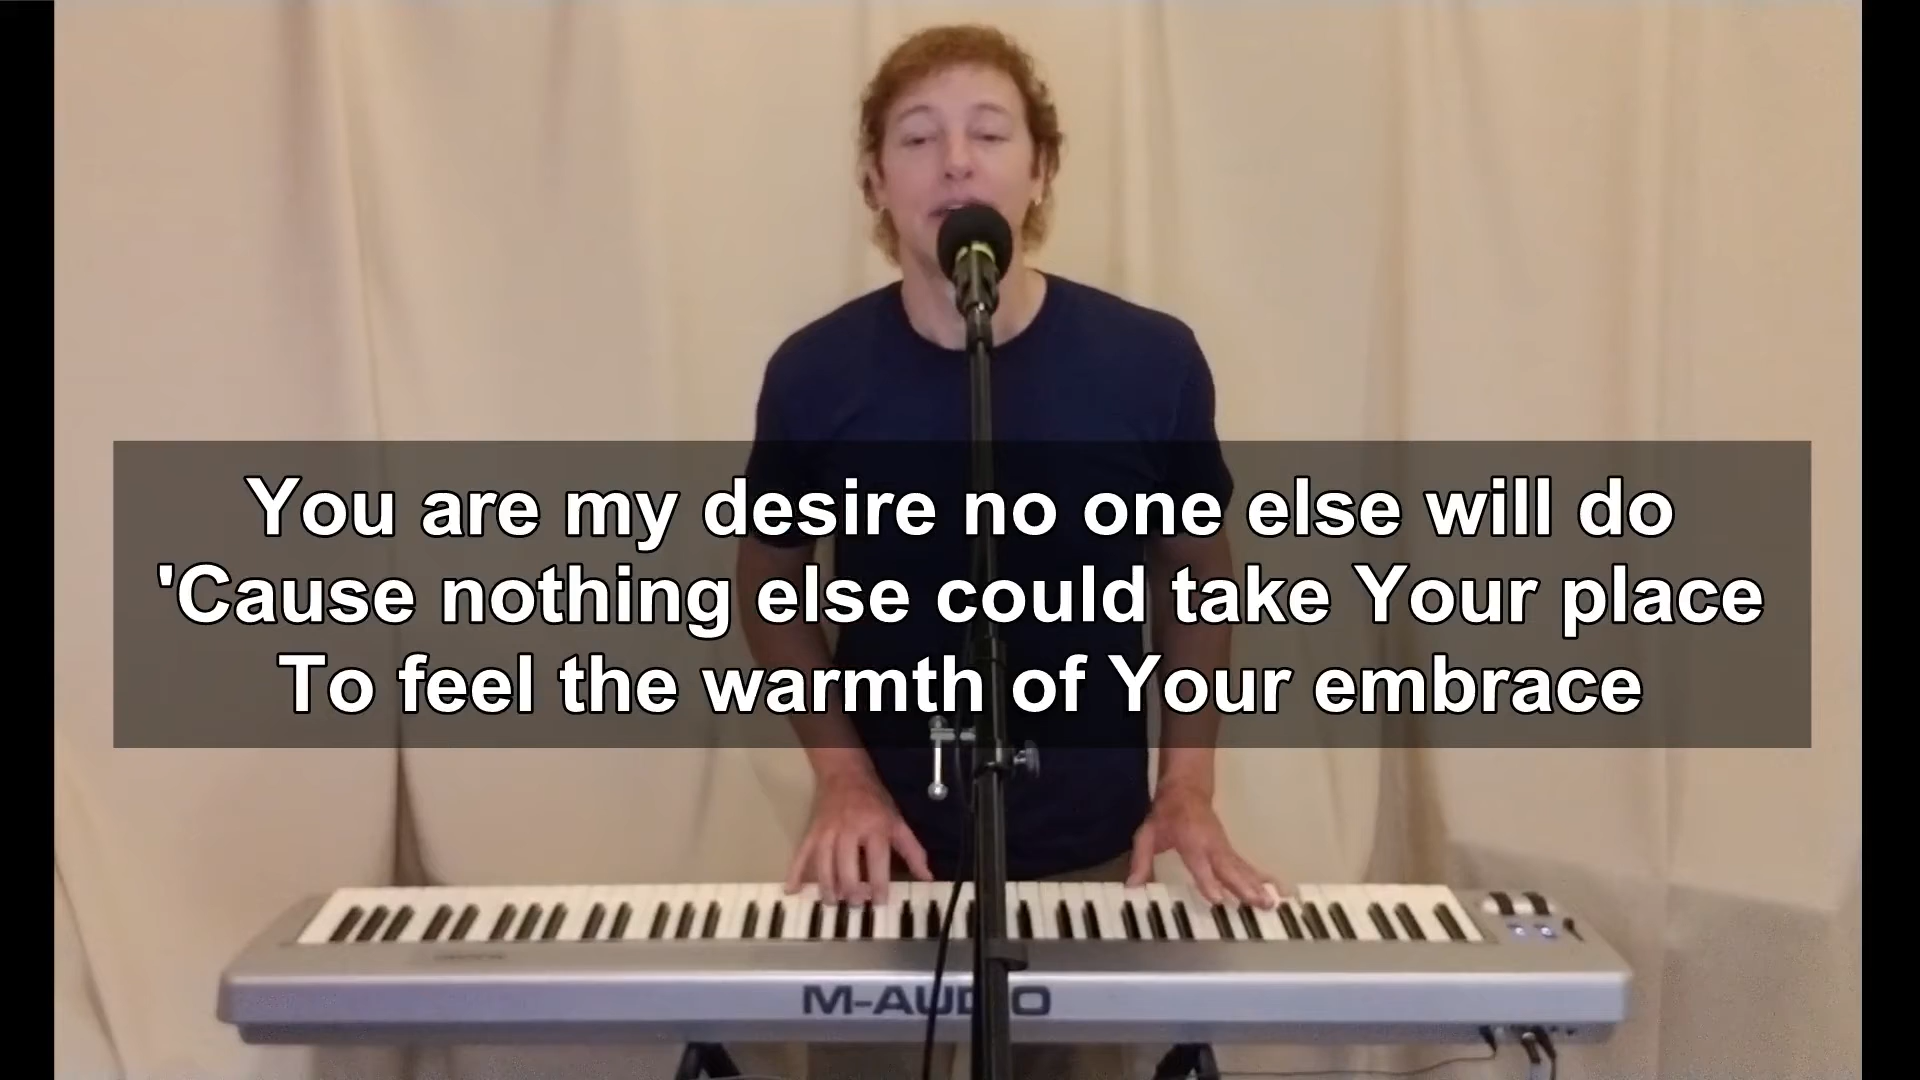 You are my desire no one else will do
'Cause nothing else could take Your place
To feel the warmth of Your embrace
M-AUDIO